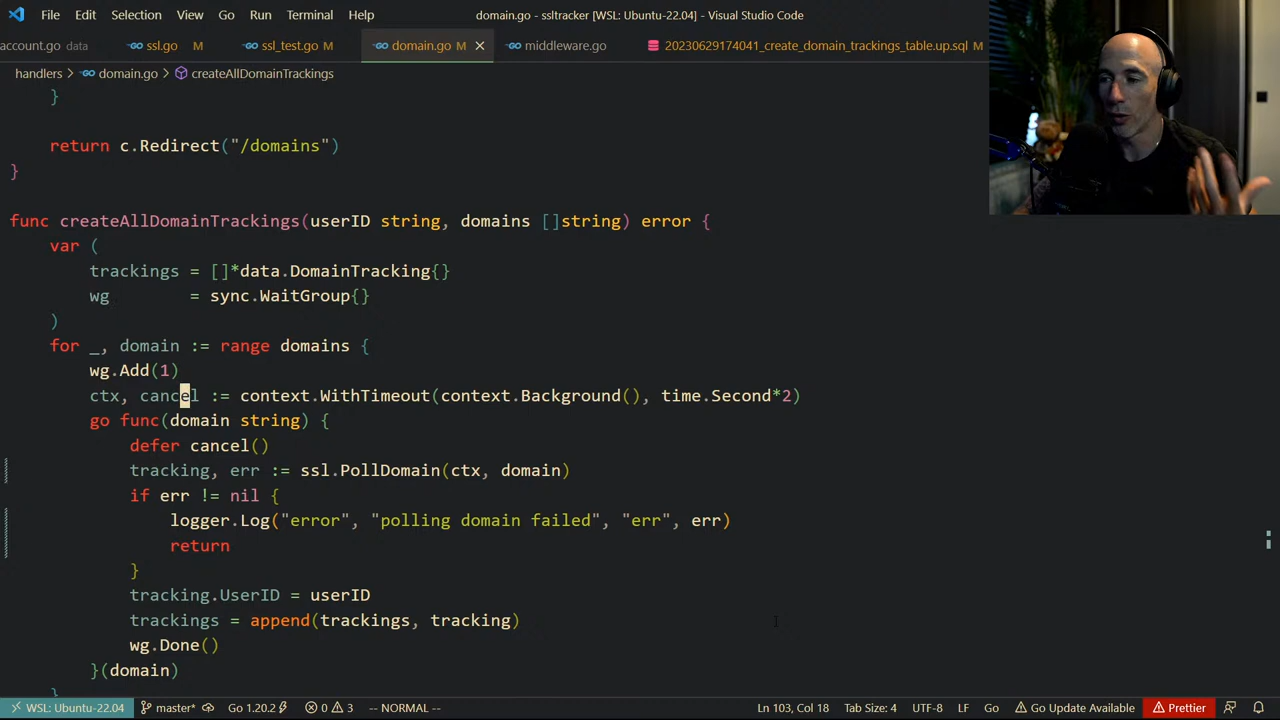 File Edit Selection View Go Run Terminal Help domain.go - ssltracker [WSL: Ubuntu-22.04] - Visual Studio Code
account.go data ssl.go M ssl_test.go M domain.go M middleware.go 20230629174041_create_domain_trackings_table.up.sql M
handlers > domain.go > createAllDomainTrackings
}
return c.Redirect("/domains")
}
func createAllDomainTrackings(userID string, domains []string) error {
var (
trackings = []*data.DomainTracking{}
wg = sync.WaitGroup{}
)
for _, domain := range domains {
wg.Add(1)
ctx, cancel := context.WithTimeout(context.Background(), time.Second*2)
go func(domain string) {
defer cancel()
tracking, err := ssl.PollDomain(ctx, domain)
if err != nil {
logger.Log("error", "polling domain failed", "err", err)
return
}
tracking.UserID = userID
trackings = append(trackings, tracking)
wg.Done()
}(domain)
}
WSL: Ubuntu-22.04 master* Go 1.20.2 0 3 -- NORMAL -- Ln 103, Col 18 Tab Size: 4 UTF-8 LF Go Go Update Available Prettier